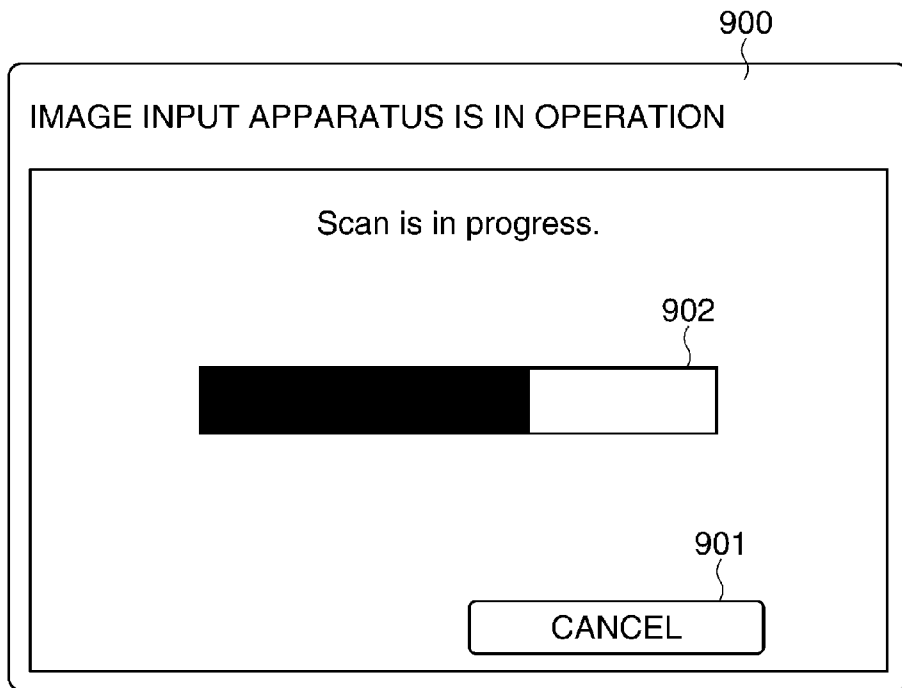 900
IMAGE INPUT APPARATUS IS IN OPERATION
Scan is in progress.
902
901
CANCEL